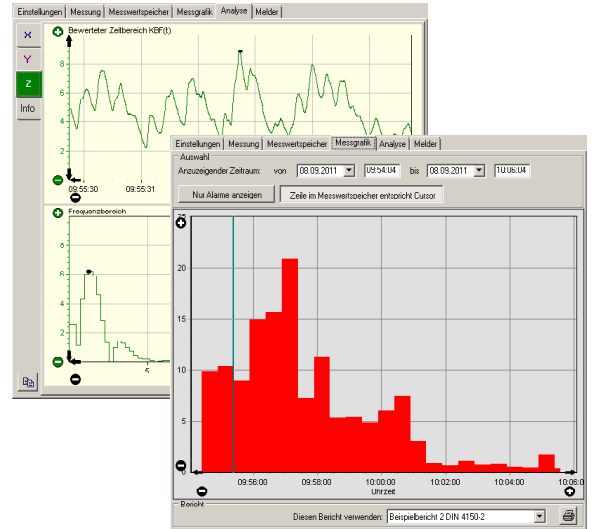 Einstellungen Messung Messwertspeicher Messgrafik Analyse Melder
X
Y
Z
Info
Bewerteter Zeitbereich KBF(t)
8
6
4
2
09:55:30 09:55:31
Frequenzbereich
8
6
4
2
5
Einstellungen Messung Messwertspeicher Messgrafik Analyse Melder
Auswahl
Anzuzeigender Zeitraum: von 08.09.2011 09:54:04 bis 08.09.2011 10:06:04
Nur Alarme anzeigen Zeile im Messwertspeicher entspricht Cursor
25
20
15
10
5
0
09:56:00 09:58:00 10:00:00 10:02:00 10:04:00 10:06:0
Uhrzeit
Bericht
Diesen Bericht verwenden: Beispielbericht 2 DIN 4150-2